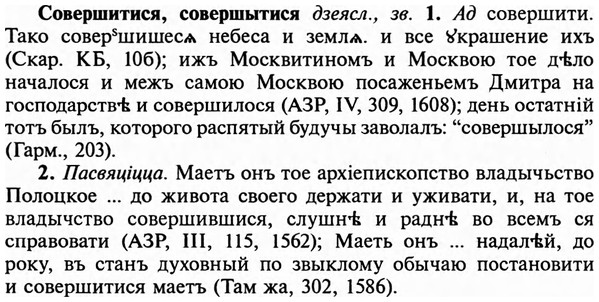 Совершитися, совершытися дзеясл., зв. 1. Ад совершити.
Тако соверˢшишесѧ небеса и землѧ. и все ꙋкрашение ихъ
(Скар. КБ, 10б); ижъ Москвитиномъ и Москвою тое дѣло
началося и межъ самою Москвою посаженьемъ Дмитра на
господарствѣ и совершилося (АЗР, IV, 309, 1608); день остатній
тотъ былъ, которого распятый будучы заволалъ: “совершылося”
(Гарм., 203).
2. Пасвяціцца. Маетъ онъ тое архіепископство владычьство
Полоцкое ... до живота своего держати и уживати, и, на тое
владычство совершившися, слушнѣ и раднѣ во всемъ ся
справовати (АЗР, III, 115, 1562); Маеть онъ ... надалѣй, до
року, въ станъ духовный по звыклому обычаю постановити
и совершитися маетъ (Там жа, 302, 1586).